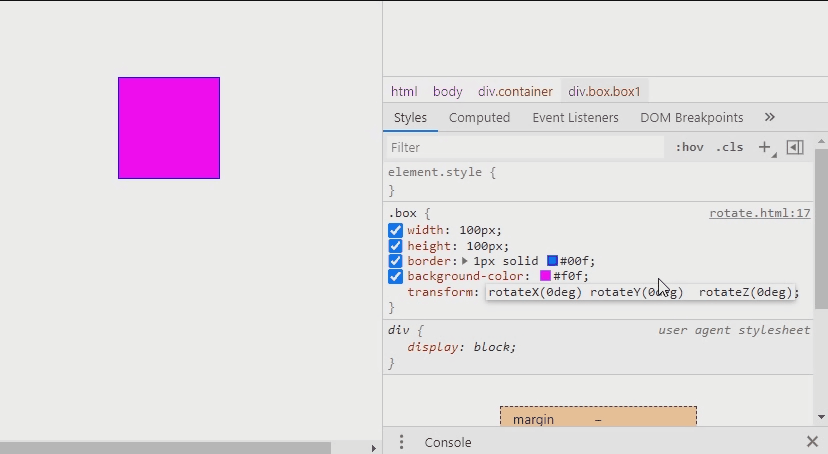 html body div.container div.box.box1
Styles Computed Event Listeners DOM Breakpoints »
Filter :hov .cls +
element.style {
}
.box { rotate.html:17
width: 100px;
height: 100px;
border: 1px solid #00f;
background-color: #f0f;
transform: rotateX(0deg) rotateY(0deg) rotateZ(0deg);
}
div { user agent stylesheet
display: block;
}
margin –
Console